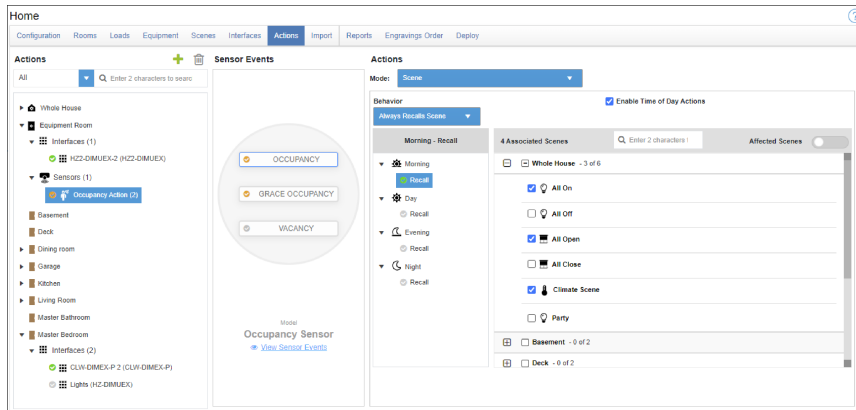 Home
Configuration Rooms Loads Equipment Scenes Interfaces Actions Import Reports Engravings Order Deploy
Actions
All
Enter 2 characters to searc
Whole House
Equipment Room
Interfaces (1)
HZ2-DIMUEX-2 (HZ2-DIMUEX)
Sensors (1)
Occupancy Action (2)
Basement
Deck
Dining room
Garage
Kitchen
Living Room
Master Bathroom
Master Bedroom
Interfaces (2)
CLW-DIMEX-P 2 (CLW-DIMEX-P)
Lights (HZ-DIMUEX)
Sensor Events
OCCUPANCY
GRACE OCCUPANCY
VACANCY
Model
Occupancy Sensor
View Sensor Events
Actions
Mode: Scene
Behavior
Always Recalls Scene
Enable Time of Day Actions
Morning - Recall
Morning
Recall
Day
Recall
Evening
Recall
Night
Recall
4 Associated Scenes
Enter 2 characters t
Affected Scenes
Whole House - 3 of 6
All On
All Off
All Open
All Close
Climate Scene
Party
Basement - 0 of 2
Deck - 0 of 2